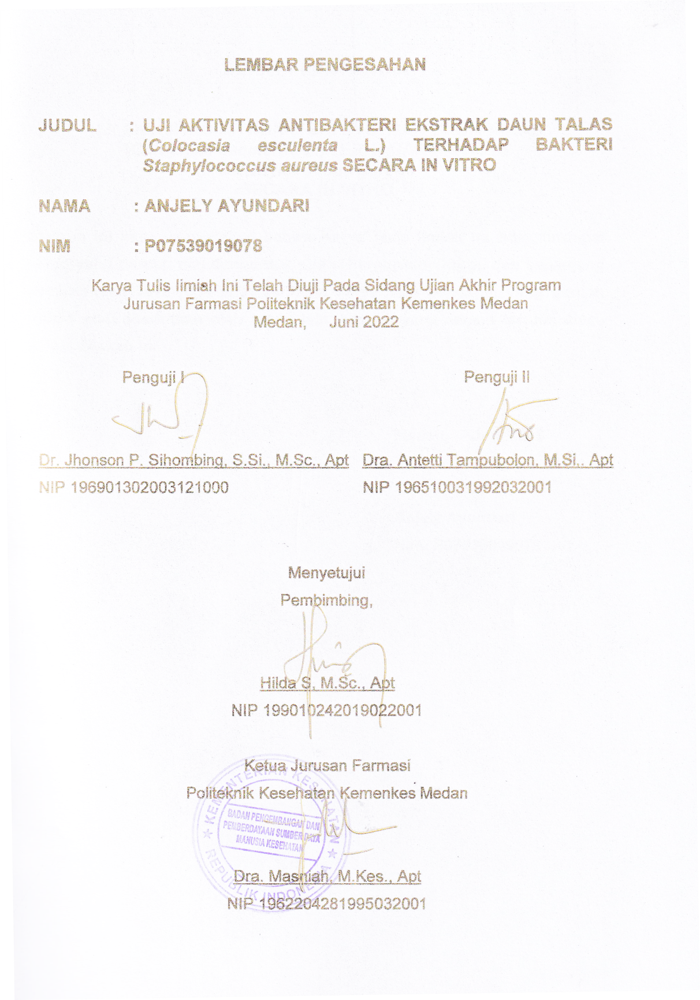 LEMBAR PENGESAHAN
JUDUL : UJI AKTIVITAS ANTIBAKTERI EKSTRAK DAUN TALAS
(Colocasia esculenta L.) TERHADAP BAKTERI
Staphylococcus aureus SECARA IN VITRO
NAMA : ANJELY AYUNDARI
NIM : P07539019078
Karya Tulis Ilmiah Ini Telah Diuji Pada Sidang Ujian Akhir Program
Jurusan Farmasi Politeknik Kesehatan Kemenkes Medan
Medan, Juni 2022
Penguji I Penguji II
Dr. Jhonson P. Sihombing, S.Si., M.Sc., Apt Dra. Antetti Tampubolon, M.Si,. Apt
NIP 196901302003121000 NIP 196510031992032001
Menyetujui
Pembimbing,
Hilda S, M.Sc., Apt
NIP 199010242019022001
Ketua Jurusan Farmasi
Politeknik Kesehatan Kemenkes Medan
KEMENTERIAN KESEHATAN
BADAN PENGEMBANGAN DAN
PEMBERDAYAAN SUMBER DAYA
MANUSIA KESEHATAN
REPUBLIK INDONESIA
Dra. Masniah, M.Kes., Apt
NIP 1962204281995032001